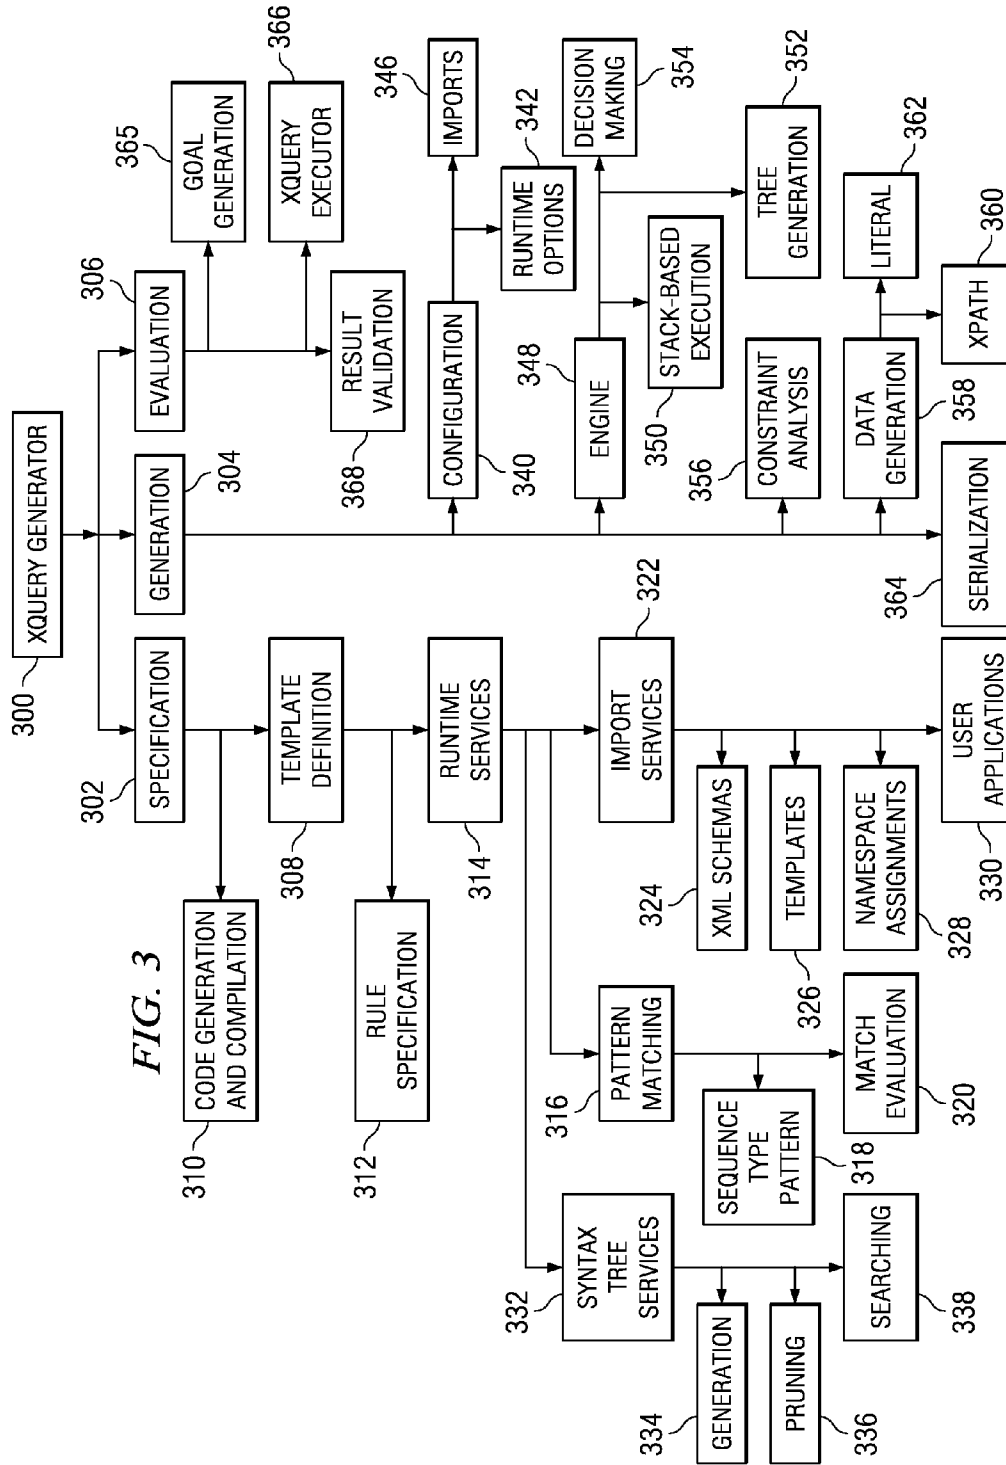 FIG. 3
300
XQUERY GENERATOR
302
SPECIFICATION
GENERATION
304
EVALUATION
306
310
CODE GENERATION
AND COMPILATION
308
TEMPLATE
DEFINITION
312
RULE
SPECIFICATION
314
RUNTIME
SERVICES
332
SYNTAX
TREE
SERVICES
334
GENERATION
336
PRUNING
SEARCHING
338
316
PATTERN
MATCHING
SEQUENCE
TYPE
PATTERN
318
MATCH
EVALUATION
320
IMPORT
SERVICES
322
324
XML SCHEMAS
TEMPLATES
326
NAMESPACE
ASSIGNMENTS
328
USER
APPLICATIONS
330
365
GOAL
GENERATION
366
XQUERY
EXECUTOR
RESULT
VALIDATION
368
CONFIGURATION
340
346
IMPORTS
RUNTIME
OPTIONS
342
ENGINE
348
STACK-BASED
EXECUTION
350
DECISION
MAKING
354
TREE
GENERATION
352
356
CONSTRAINT
ANALYSIS
DATA
GENERATION
358
LITERAL
362
XPATH
360
364
SERIALIZATION